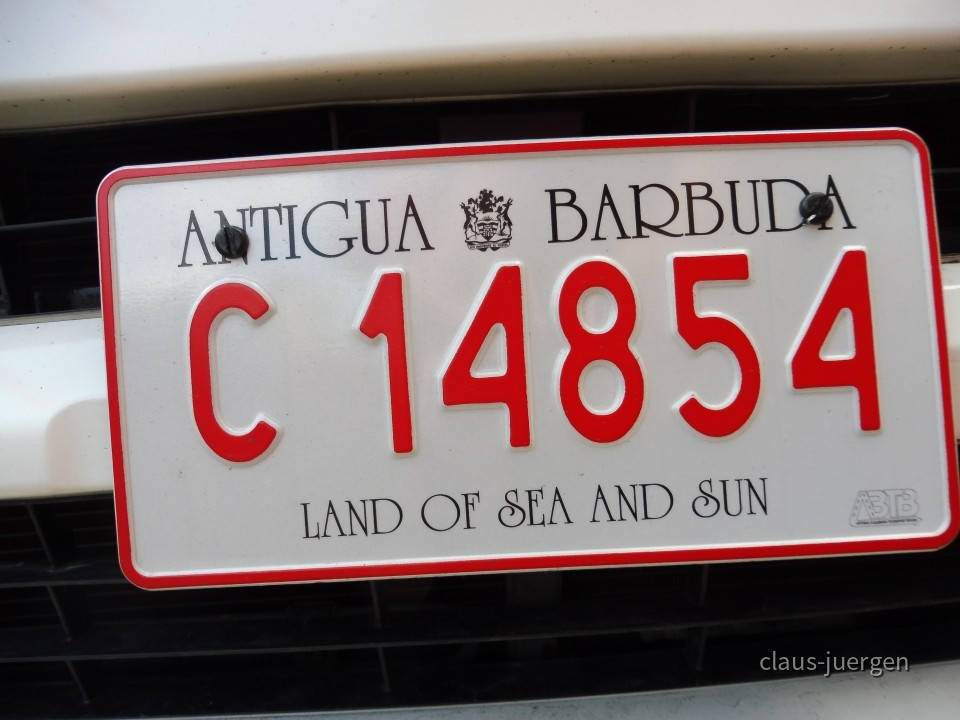 ANTIGUA BARBUDA
C 14854
LAND OF SEA AND SUN
ABTB
claus-juergen